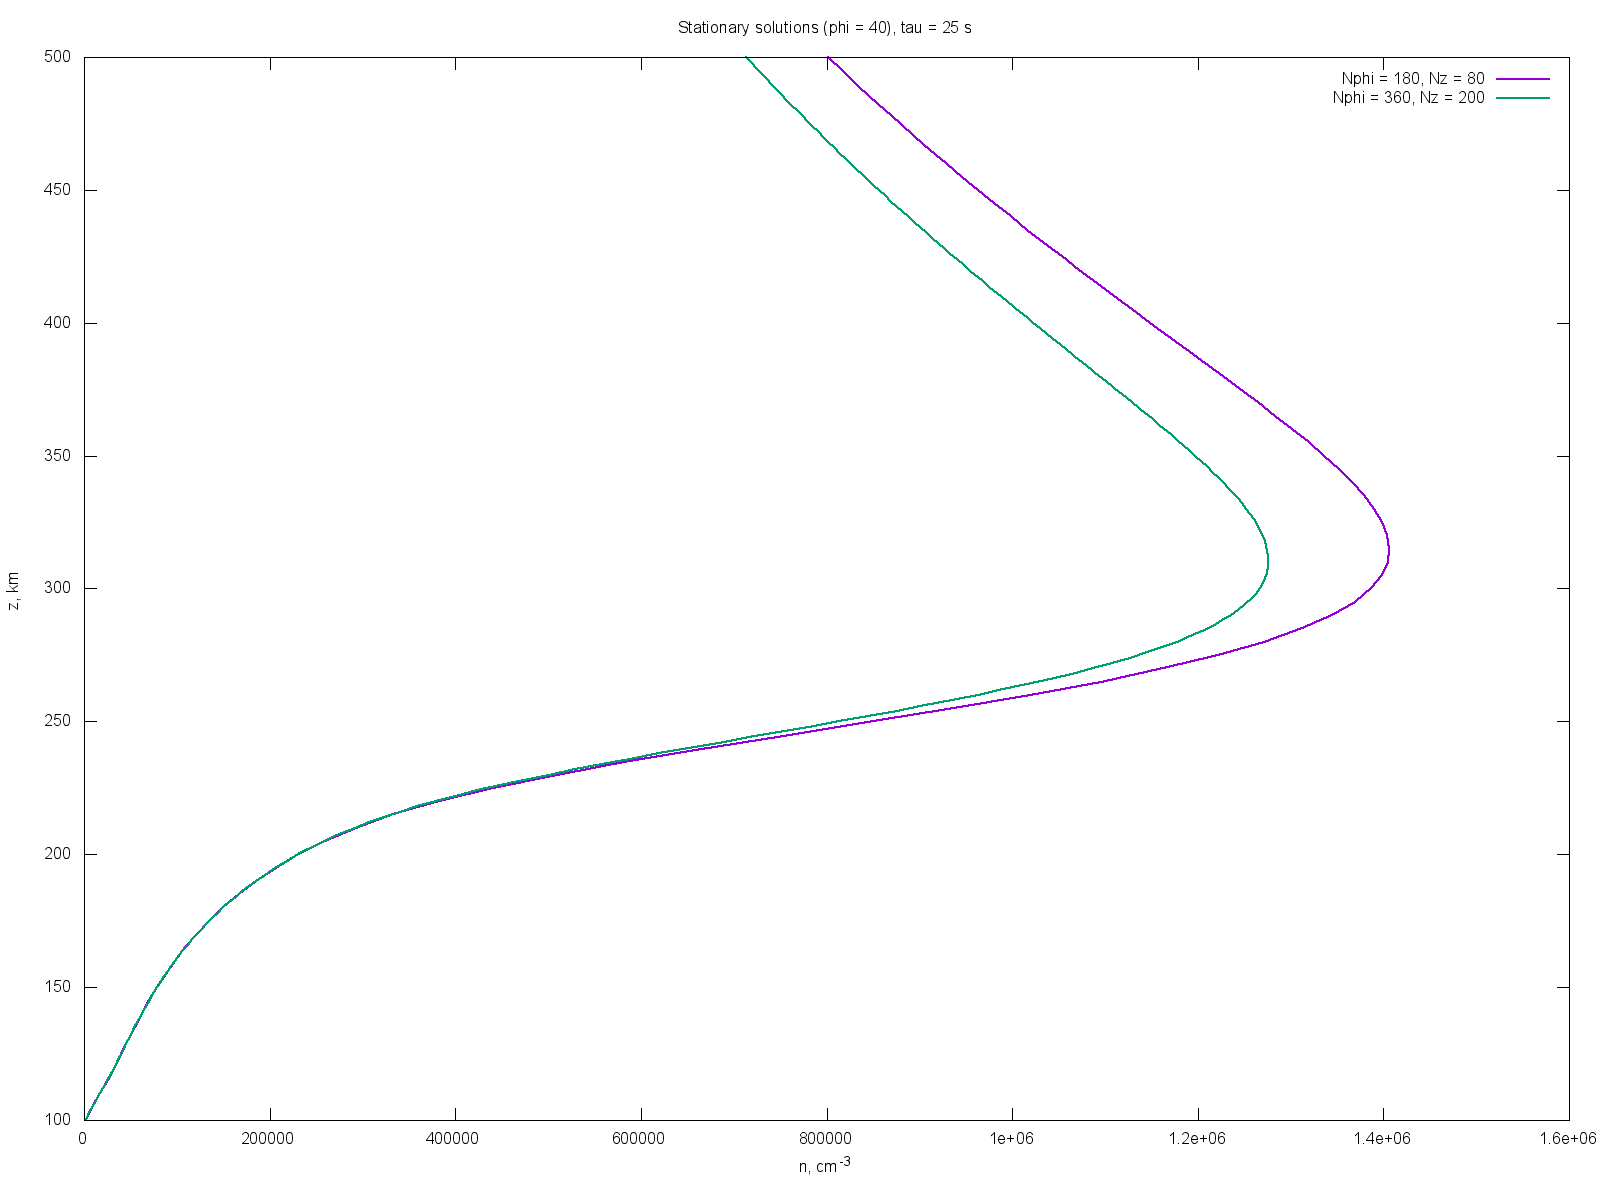 Stationary solutions (phi = 40), tau = 25 s
Nphi = 180, Nz = 80
Nphi = 360, Nz = 200
500
450
400
350
300
250
200
150
100
z, km
0
200000
400000
600000
800000
1e+06
1.2e+06
1.4e+06
1.6e+06
n, cm-3